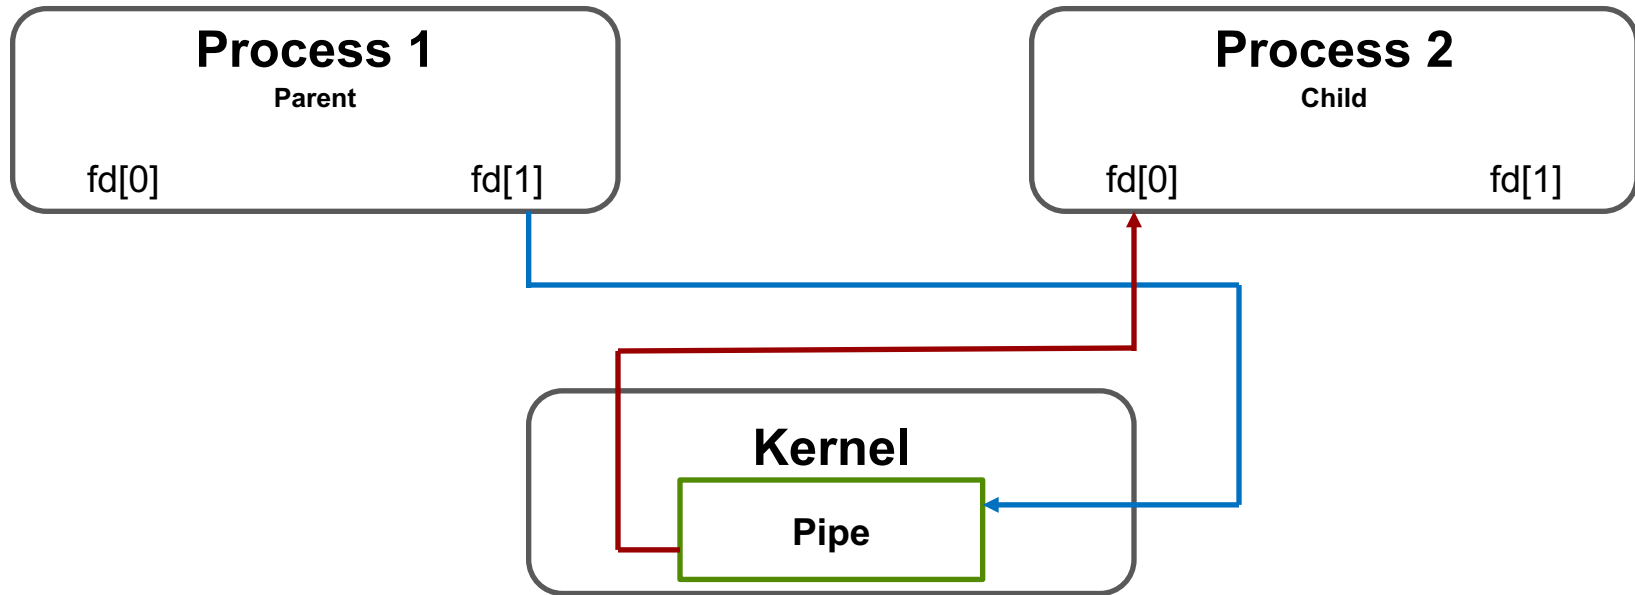 Process 1
Parent
fd[0] fd[1]
Process 2
Child
fd[0] fd[1]
Kernel
Pipe